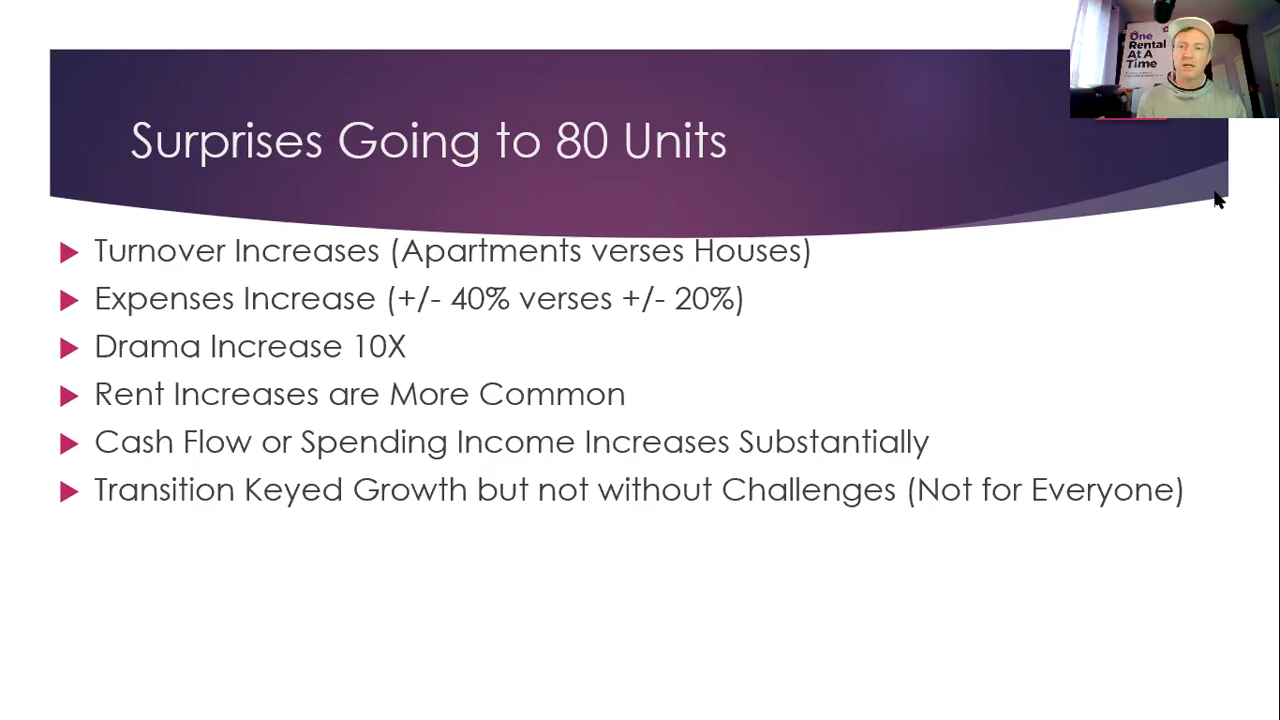 Surprises Going to 80 Units
One
Rental
At A
Time
Turnover Increases (Apartments verses Houses)
Expenses Increase (+/- 40% verses +/- 20%)
Drama Increase 10X
Rent Increases are More Common
Cash Flow or Spending Income Increases Substantially
Transition Keyed Growth but not without Challenges (Not for Everyone)